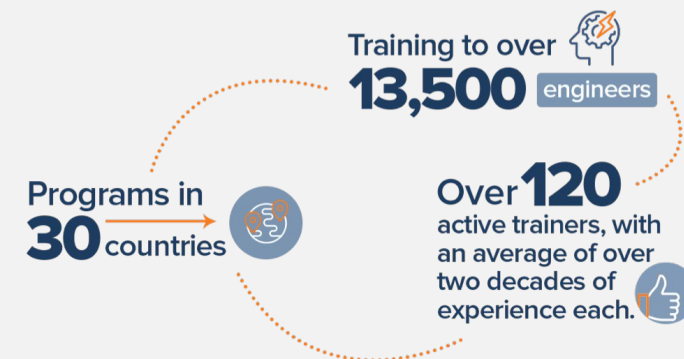 Training to over
13,500 engineers
Programs in
30 countries
Over 120
active trainers, with
an average of over
two decades of
experience each.